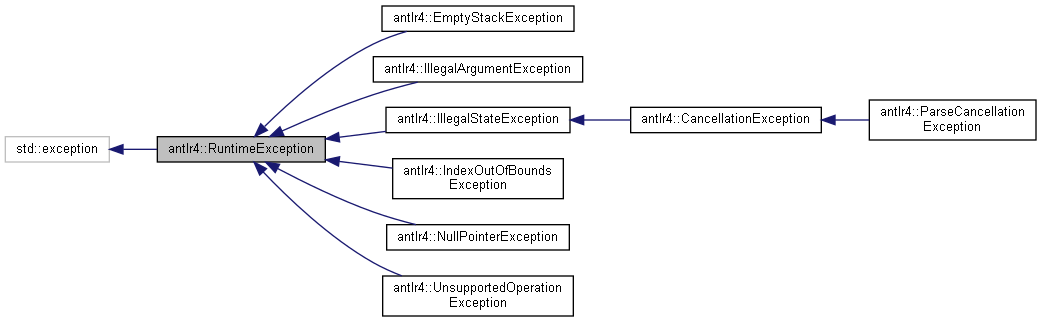 antlr4::EmptyStackException
antlr4::IllegalArgumentException
antlr4::IllegalStateException
antlr4::CancellationException
antlr4::ParseCancellation
Exception
std::exception
antlr4::RuntimeException
antlr4::IndexOutOfBounds
Exception
antlr4::NullPointerException
antlr4::UnsupportedOperation
Exception